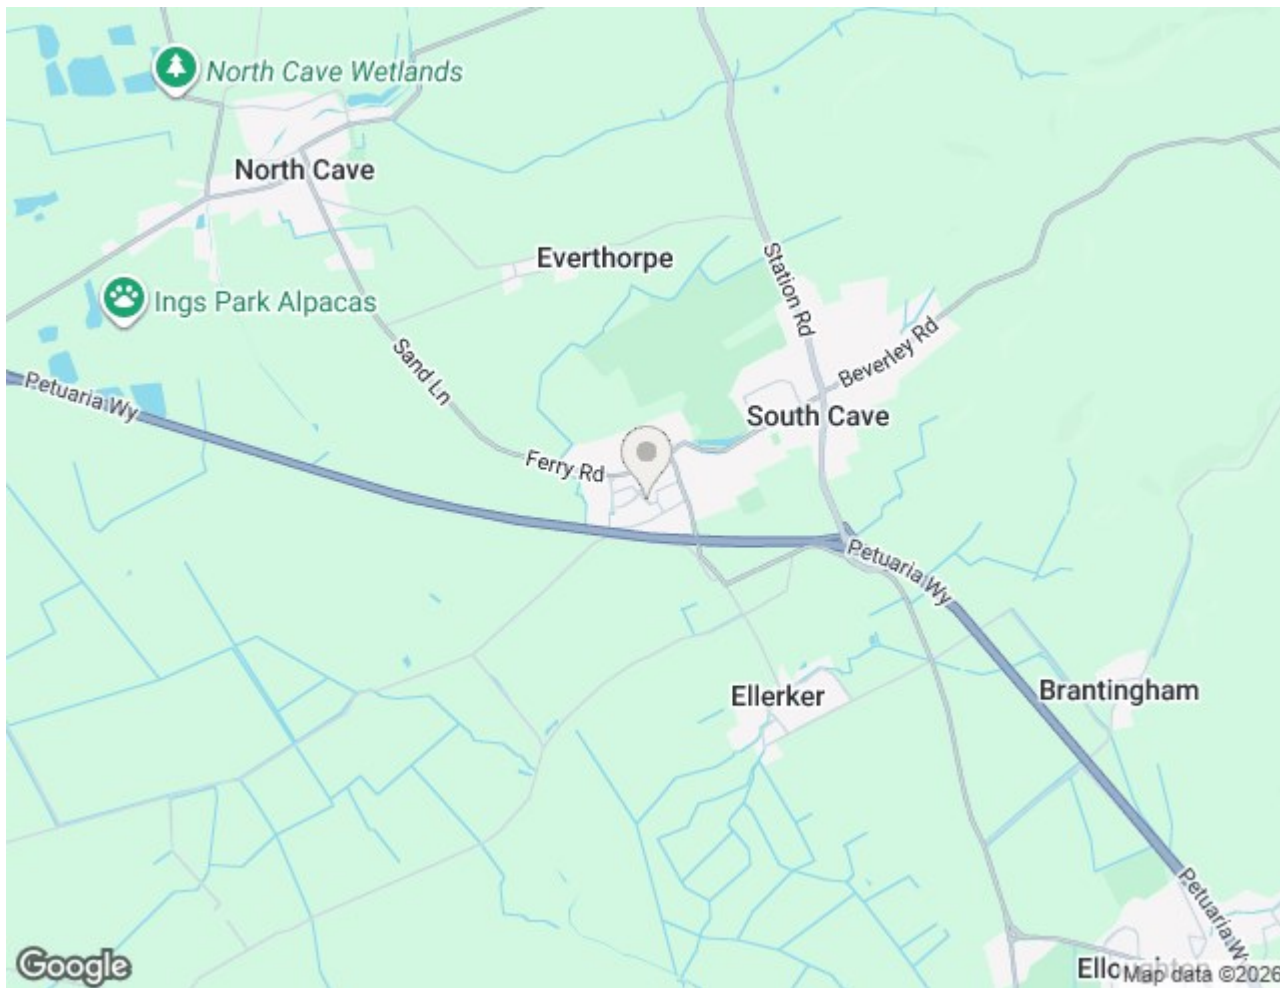 North Cave Wetlands
North Cave
Everthorpe
Station Rd
Ings Park Alpacas
Beverley Rd
Sand Ln
Petuaria Wy
South Cave
Ferry Rd
Petuaria Wy
Ellerker
Brantingham
Petuaria Wy
Google
Map data ©2026